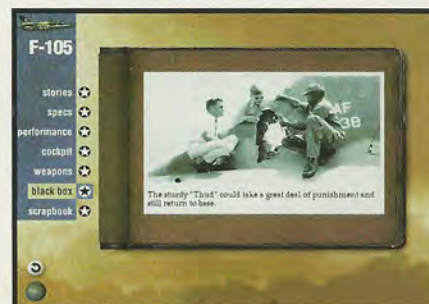 F-105
stories
specs
performance
cockpit
weapons
black box
scrapbook
AF
38
The sturdy "Thud" could take a great deal of punishment and
still return to base.